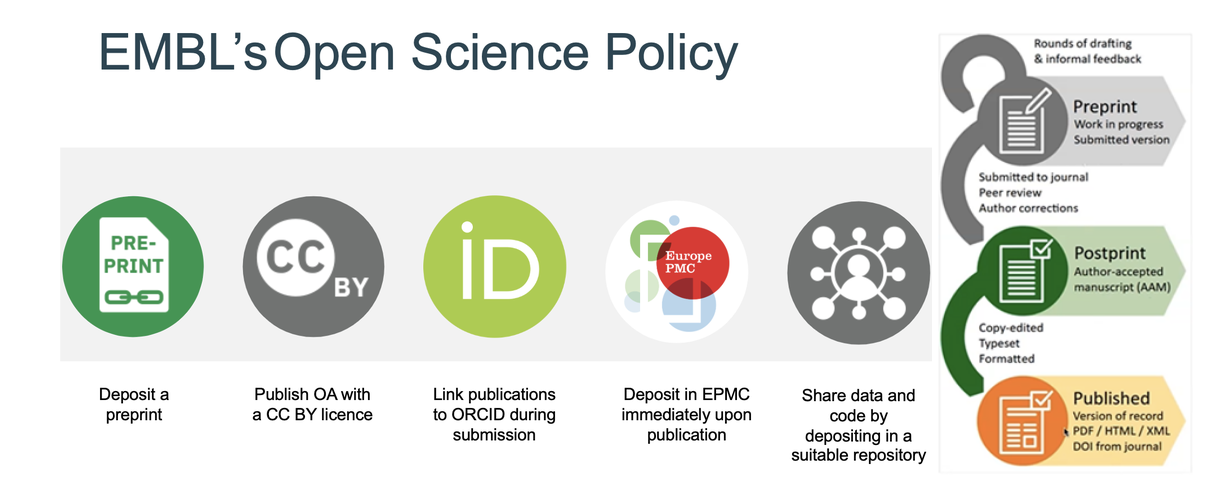 EMBL's Open Science Policy
PRE-
PRINT
CC
BY
iD
Europe
PMC
Deposit a
preprint
Publish OA with
a CC BY licence
Link publications
to ORCID during
submission
Deposit in EPMC
immediately upon
publication
Share data and
code by
depositing in a
suitable repository
Rounds of drafting
& informal feedback
Preprint
Work in progress
Submitted version
Submitted to journal
Peer review
Author corrections
Postprint
Author-accepted
manuscript (AAM)
Copy-edited
Typeset
Formatted
Published
Version of record
PDF / HTML / XML
DOI from journal